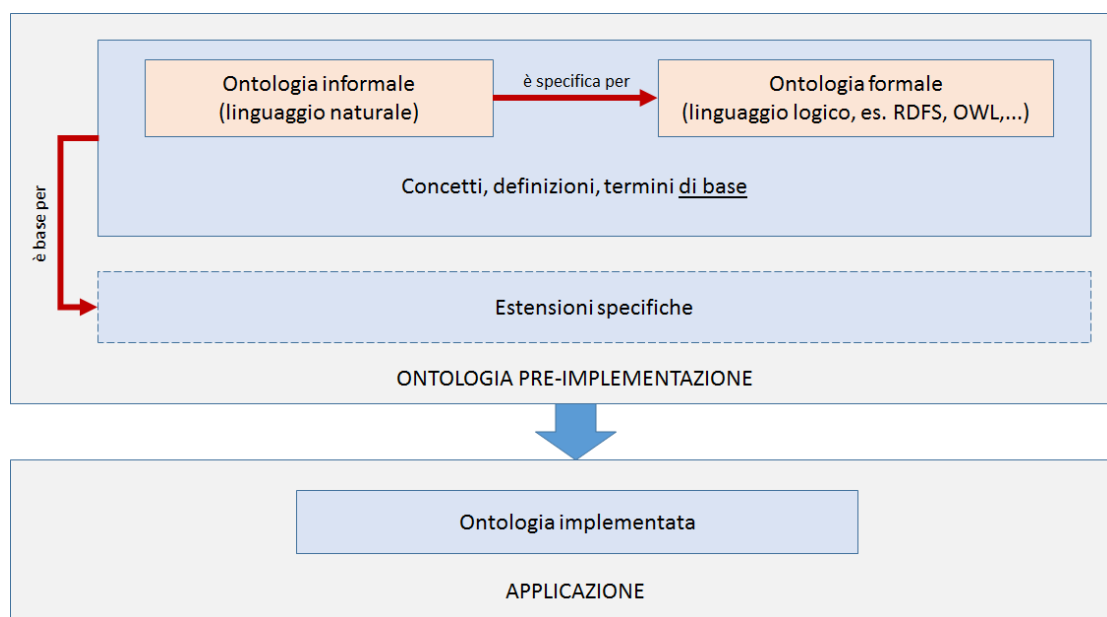 Ontologia informale
(linguaggio naturale)
è specifica per
Ontologia formale
(linguaggio logico, es. RDFS, OWL,...)
Concetti, definizioni, termini di base
è base per
Estensioni specifiche
ONTOLOGIA PRE-IMPLEMENTAZIONE
Ontologia implementata
APPLICAZIONE